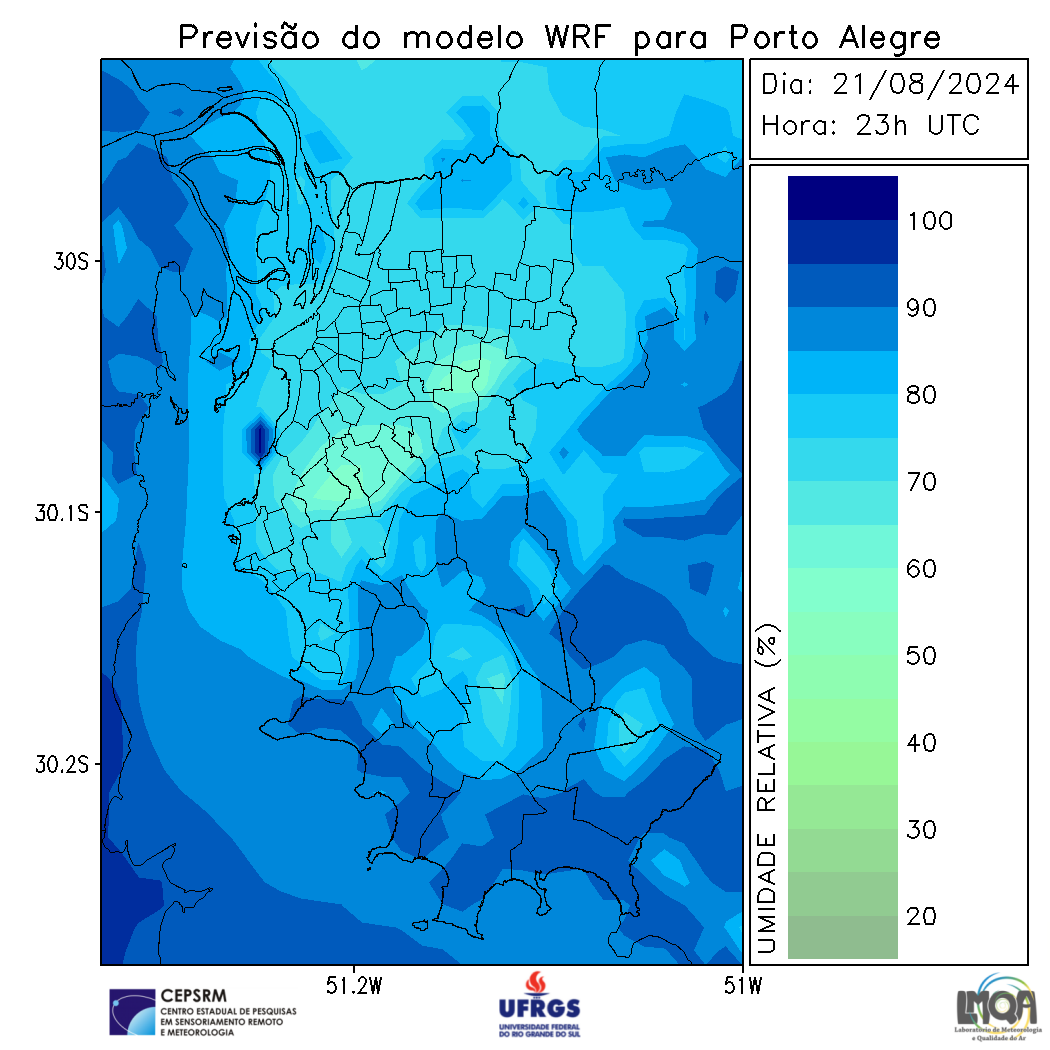 Previsão do modelo WRF para Porto Alegre
Dia: 21/08/2024
Hora: 23h UTC
100
90
80
70
60
50
40
30
20
UMIDADE RELATIVA (%)
30S
30.1S
30.2S
51.2W
51W
CEPSRM
CENTRO ESTADUAL DE PESQUISAS
EM SENSORIAMENTO REMOTO
E METEOROLOGIA
UFRGS
UNIVERSIDADE FEDERAL
DO RIO GRANDE DO SUL
LMQA
Laboratório de Meteorologia
e Qualidade do Ar